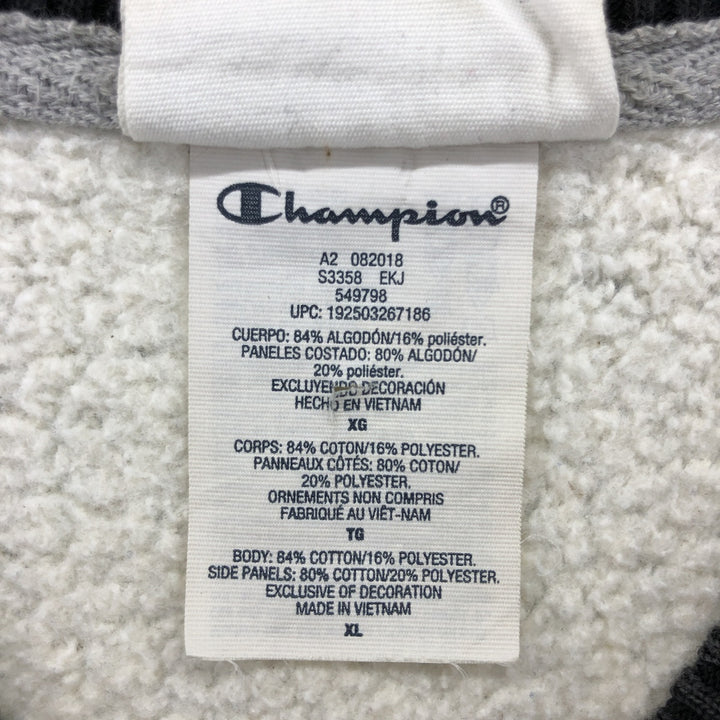 Champion®
A2 082018
S3358 EKJ
549798
UPC: 192503267186
CUERPO: 84% ALGODÓN/16% poliéster.
PANELES COSTADO: 80% ALGODÓN/
20% poliéster.
EXCLUYENDO DECORACIÓN
HECHO EN VIETNAM
XG
CORPS: 84% COTON/16% POLYESTER.
PANNEAUX CÔTÉS: 80% COTON/
20% POLYESTER.
ORNEMENTS NON COMPRIS
FABRIQUÉ AU VIÊT-NAM
TG
BODY: 84% COTTON/16% POLYESTER.
SIDE PANELS: 80% COTTON/20% POLYESTER.
EXCLUSIVE OF DECORATION
MADE IN VIETNAM
XL